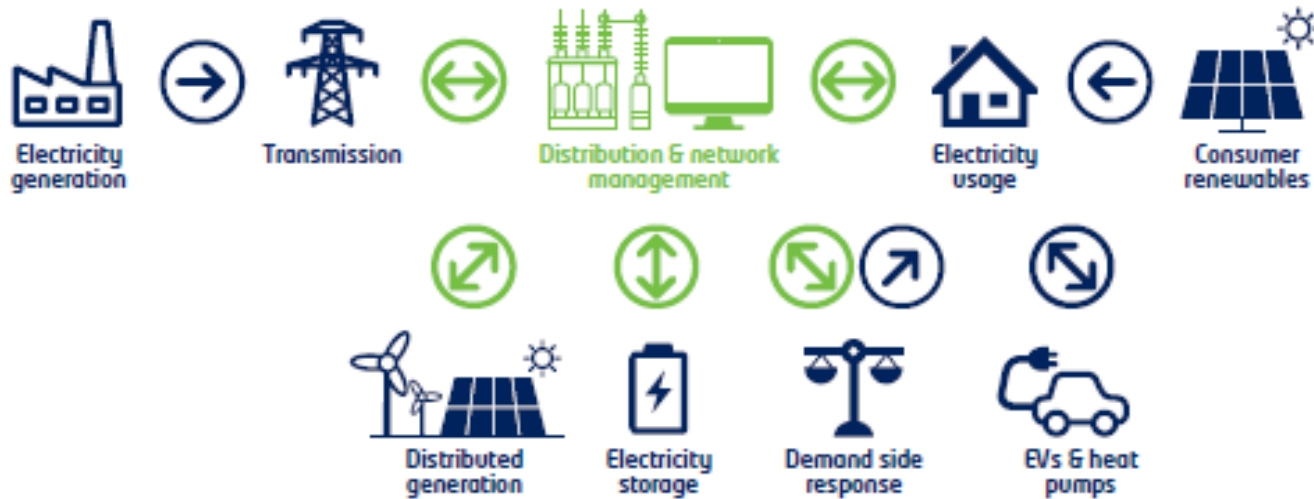 Electricity
generation
Transmission
Distribution & network
management
Electricity
usage
Consumer
renewables
Distributed
generation
Electricity
storage
Demand side
response
EVs & heat
pumps